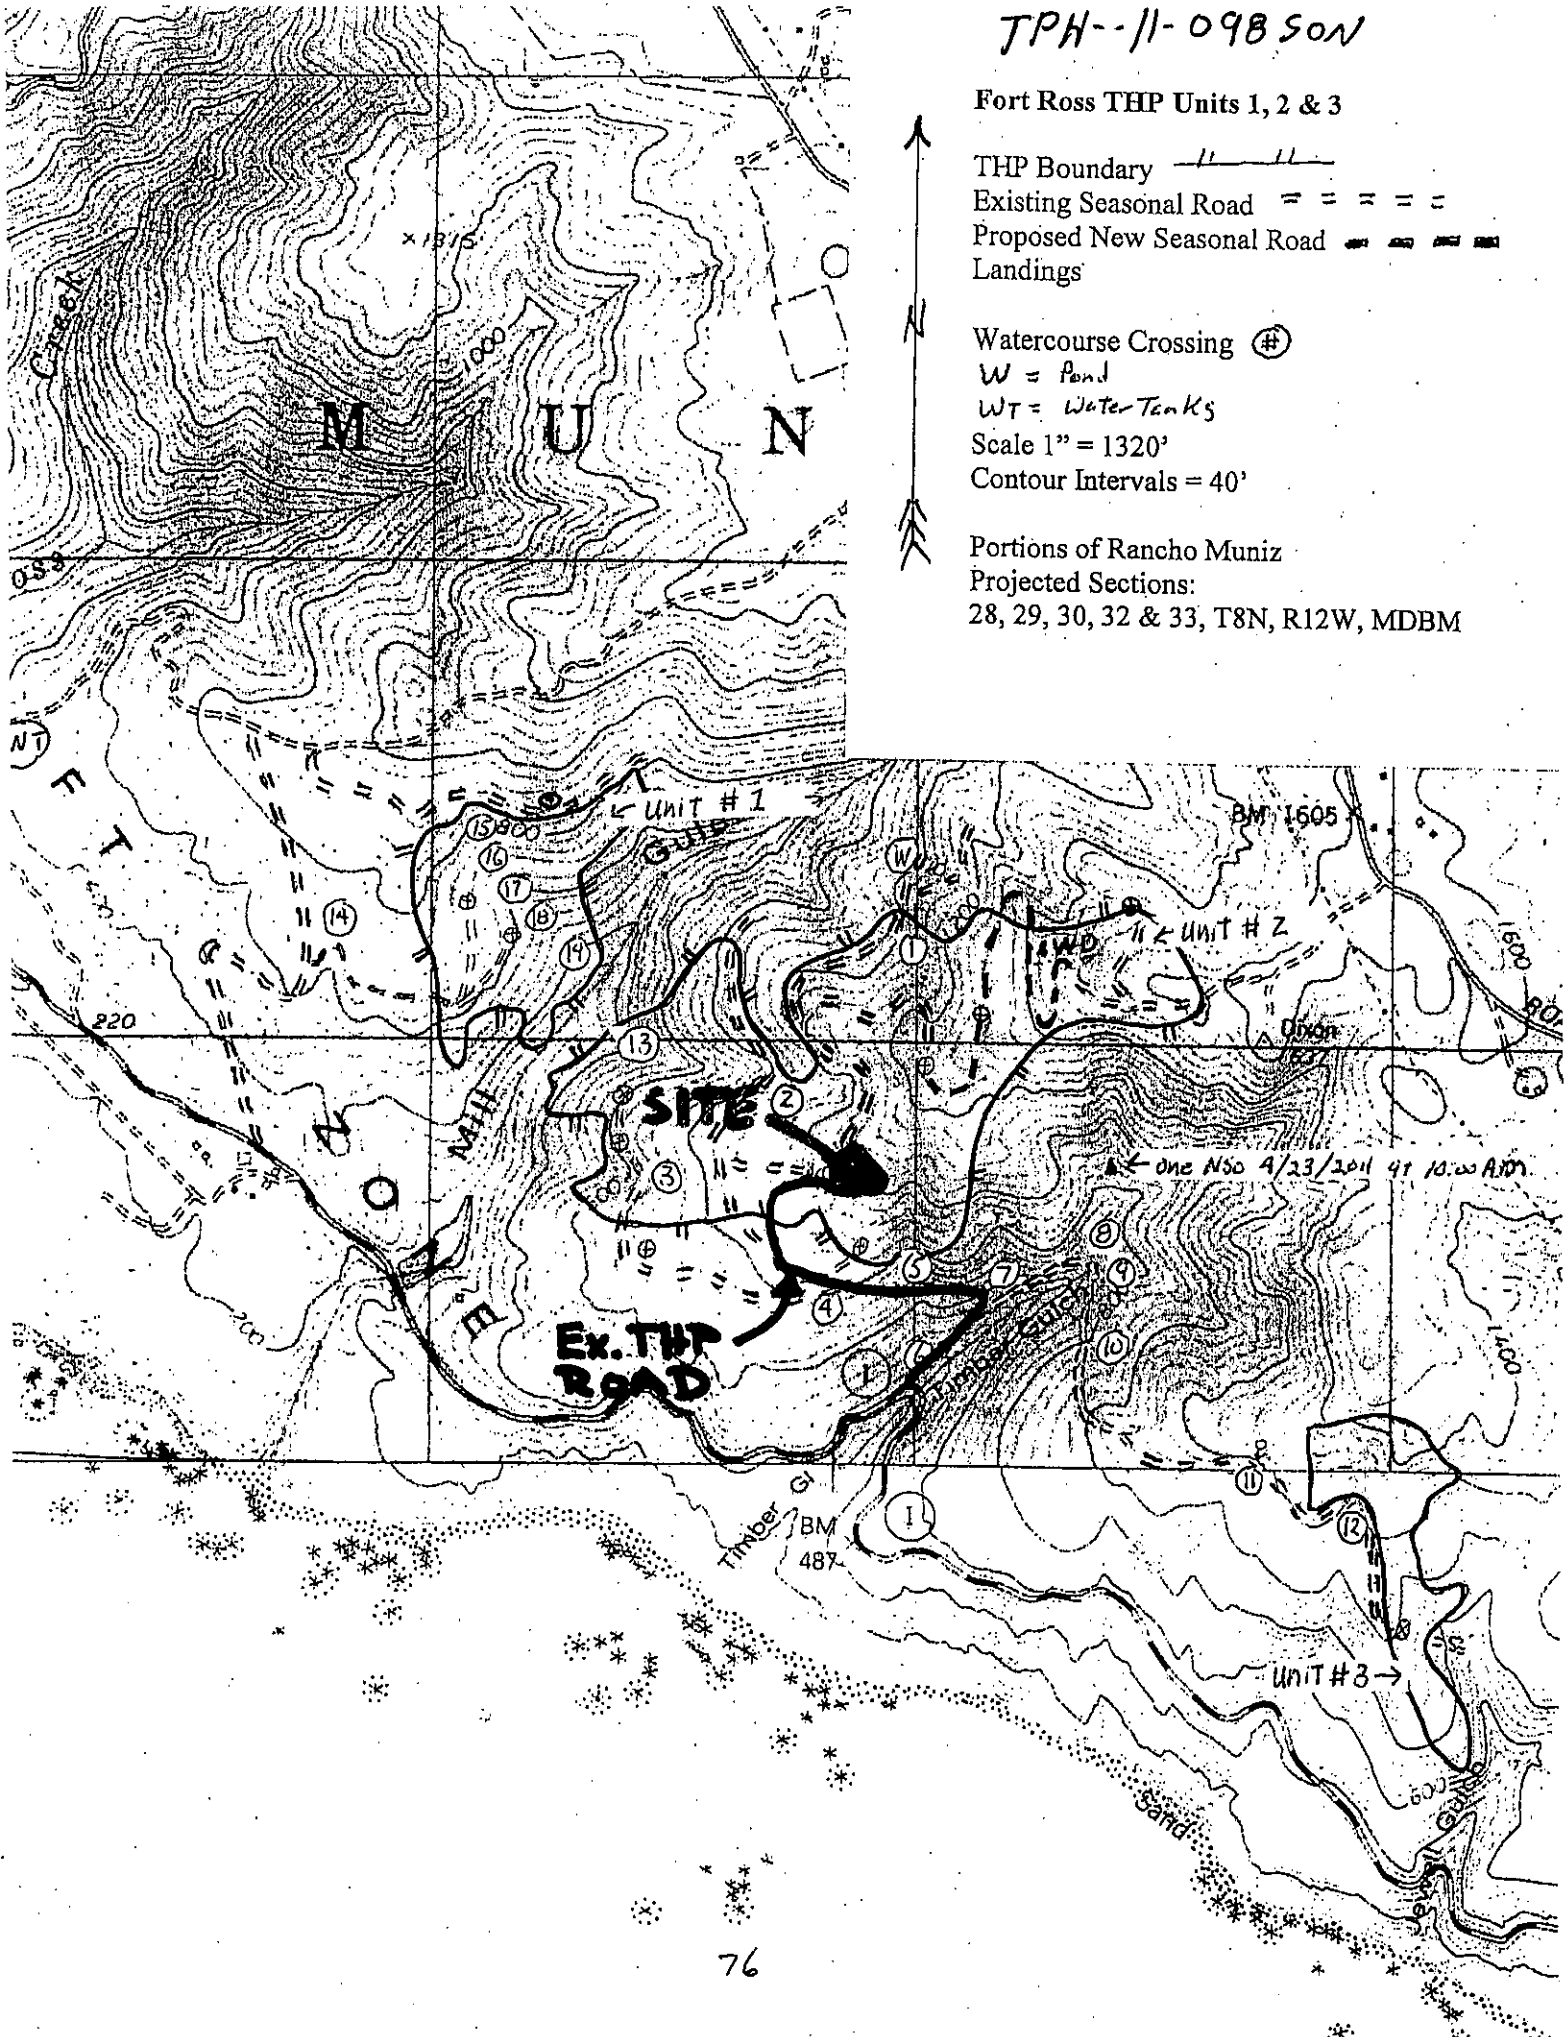 TPH--11-098 SON
Fort Ross THP Units 1, 2 & 3
THP Boundary
Existing Seasonal Road
Proposed New Seasonal Road
Landings
Watercourse Crossing #
W = Pond
WT = Water Tanks
Scale 1" = 1320'
Contour Intervals = 40'
Portions of Rancho Muniz
Projected Sections:
28, 29, 30, 32 & 33, T8N, R12W, MDBM
N
x 1315
Creek
1000
M U N
F T
Z O N E
Unit # 1
15
800
16
17
18
19
14
Gulch
BM 1605
W
1
Unit # 2
WD
1600
220
13
Dixon
Mill
SITE
2
3
One NSO 4/23/2011 at 10:00 A.M.
8
5
7
9
4
Timber Gulch
10
6
Ex. THP
ROAD
I
200
1400
11
12
Timber Gl
BM
487
I
Unit #3
600
Sand
76